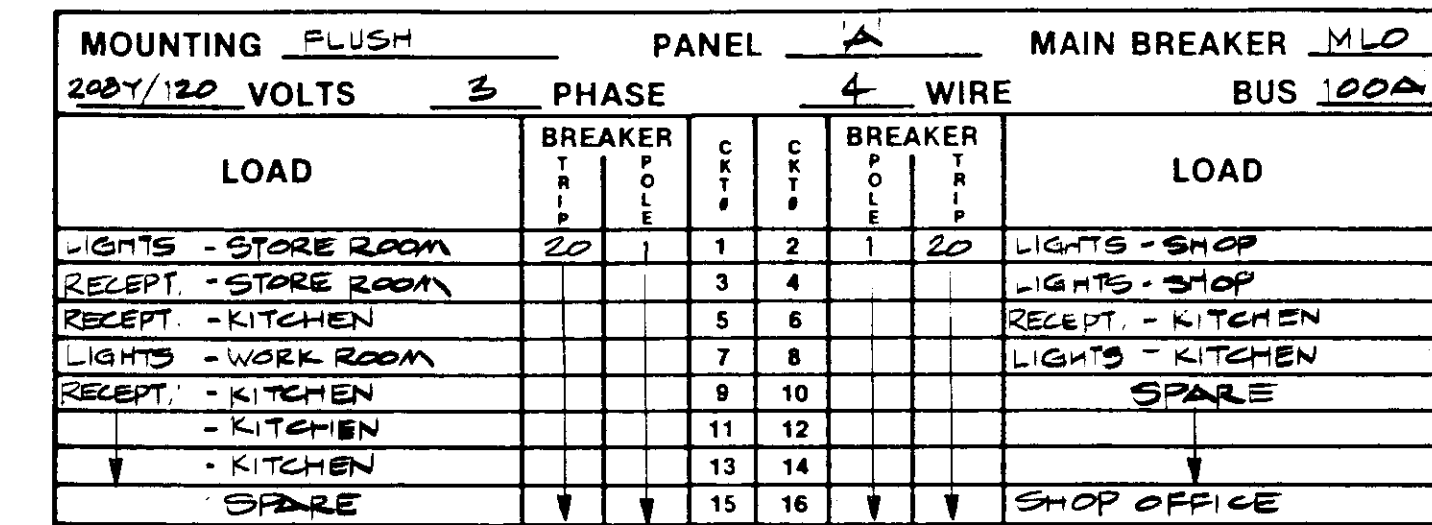 MOUNTING FLUSH PANEL 'A' MAIN BREAKER MLO
208Y/120 VOLTS 3 PHASE 4 WIRE BUS 100A
LOAD BREAKER TRIP POLE CKT# CKT# BREAKER POLE TRIP LOAD
LIGHTS - STORE ROOM 20 1 1 2 1 20 LIGHTS - SHOP
RECEPT. - STORE ROOM 3 4 LIGHTS - SHOP
RECEPT. - KITCHEN 5 6 RECEPT. - KITCHEN
LIGHTS - WORK ROOM 7 8 LIGHTS - KITCHEN
RECEPT. - KITCHEN 9 10 SPARE
- KITCHEN 11 12
- KITCHEN 13 14
SPARE 15 16 SHOP OFFICE